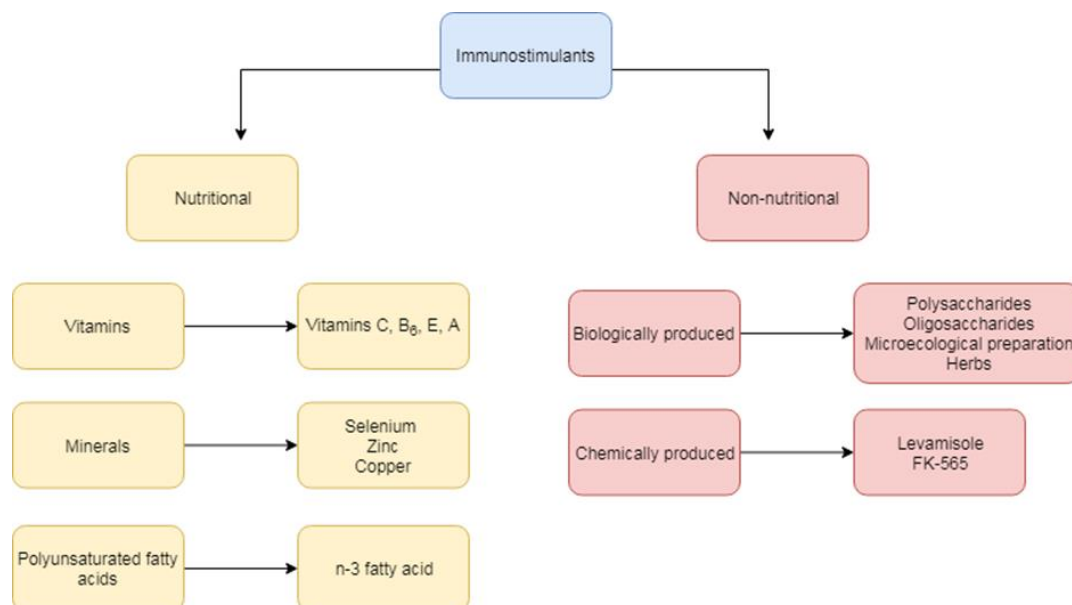 Immunostimulants
Nutritional
Non-nutritional
Vitamins
Vitamins C, B₆, E, A
Biologically produced
Polysaccharides
Oligosaccharides
Microecological preparation
Herbs
Minerals
Selenium
Zinc
Copper
Chemically produced
Levamisole
FK-565
Polyunsaturated fatty
acids
n-3 fatty acid